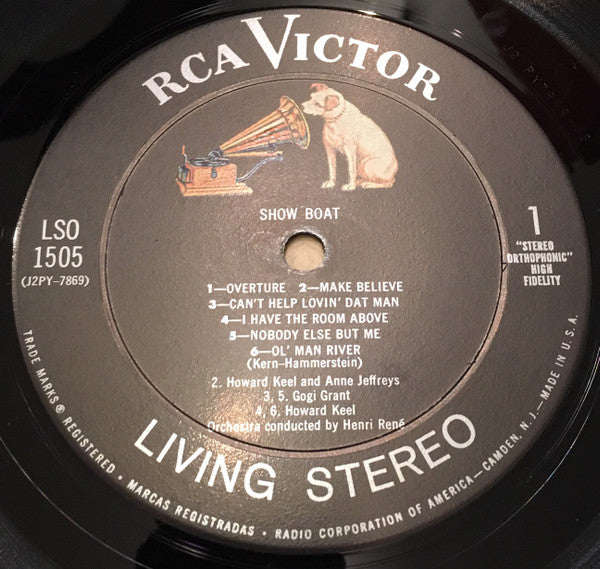 RCA VICTOR
SHOW BOAT
LSO
1505
(J2PY-7869)
1
"STEREO
ORTHOPHONIC"
HIGH
FIDELITY
1—OVERTURE 2—MAKE BELIEVE
3—CAN'T HELP LOVIN' DAT MAN
4—I HAVE THE ROOM ABOVE
5—NOBODY ELSE BUT ME
6—OL' MAN RIVER
(Kern-Hammerstein)
2. Howard Keel and Anne Jeffreys
3, 5. Gogi Grant
4, 6. Howard Keel
Orchestra conducted by Henri René
LIVING STEREO
TRADE MARKS ® REGISTERED • MARCAS REGISTRADAS • RADIO CORPORATION OF AMERICA—CAMDEN, N.J.—MADE IN U.S.A.